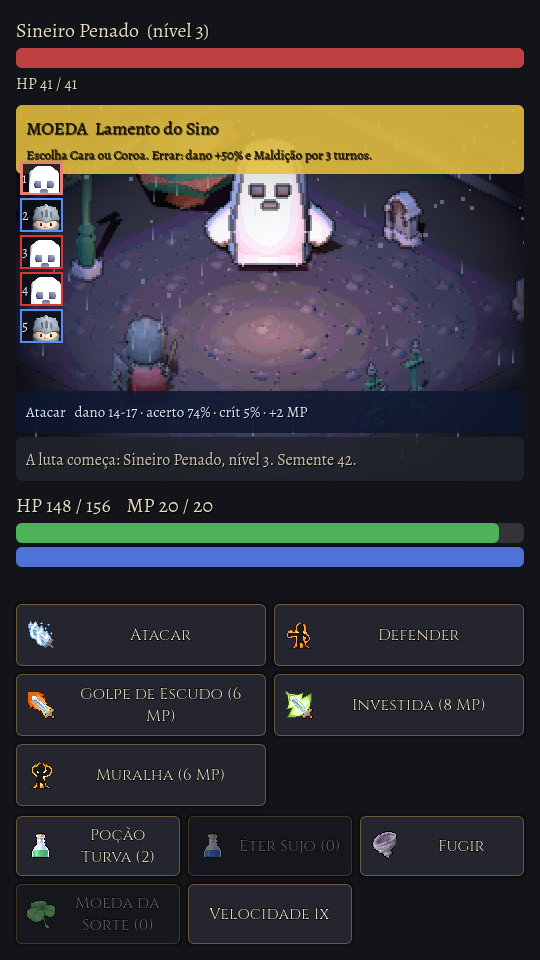 Sineiro Penado (nível 3)
HP 41 / 41
MOEDA Lamento do Sino
Escolha Cara ou Coroa. Errar: dano +50% e Maldição por 3 turnos.
1
2
3
4
5
Atacar dano 14-17 · acerto 74% · crít 5% · +2 MP
A luta começa: Sineiro Penado, nível 3. Semente 42.
HP 148 / 156 MP 20 / 20
Atacar
Defender
Golpe de Escudo (6
MP)
Investida (8 MP)
Muralha (6 MP)
Poção
Turva (2)
Éter Sujo (0)
Fugir
Moeda da
Sorte (0)
Velocidade 1x